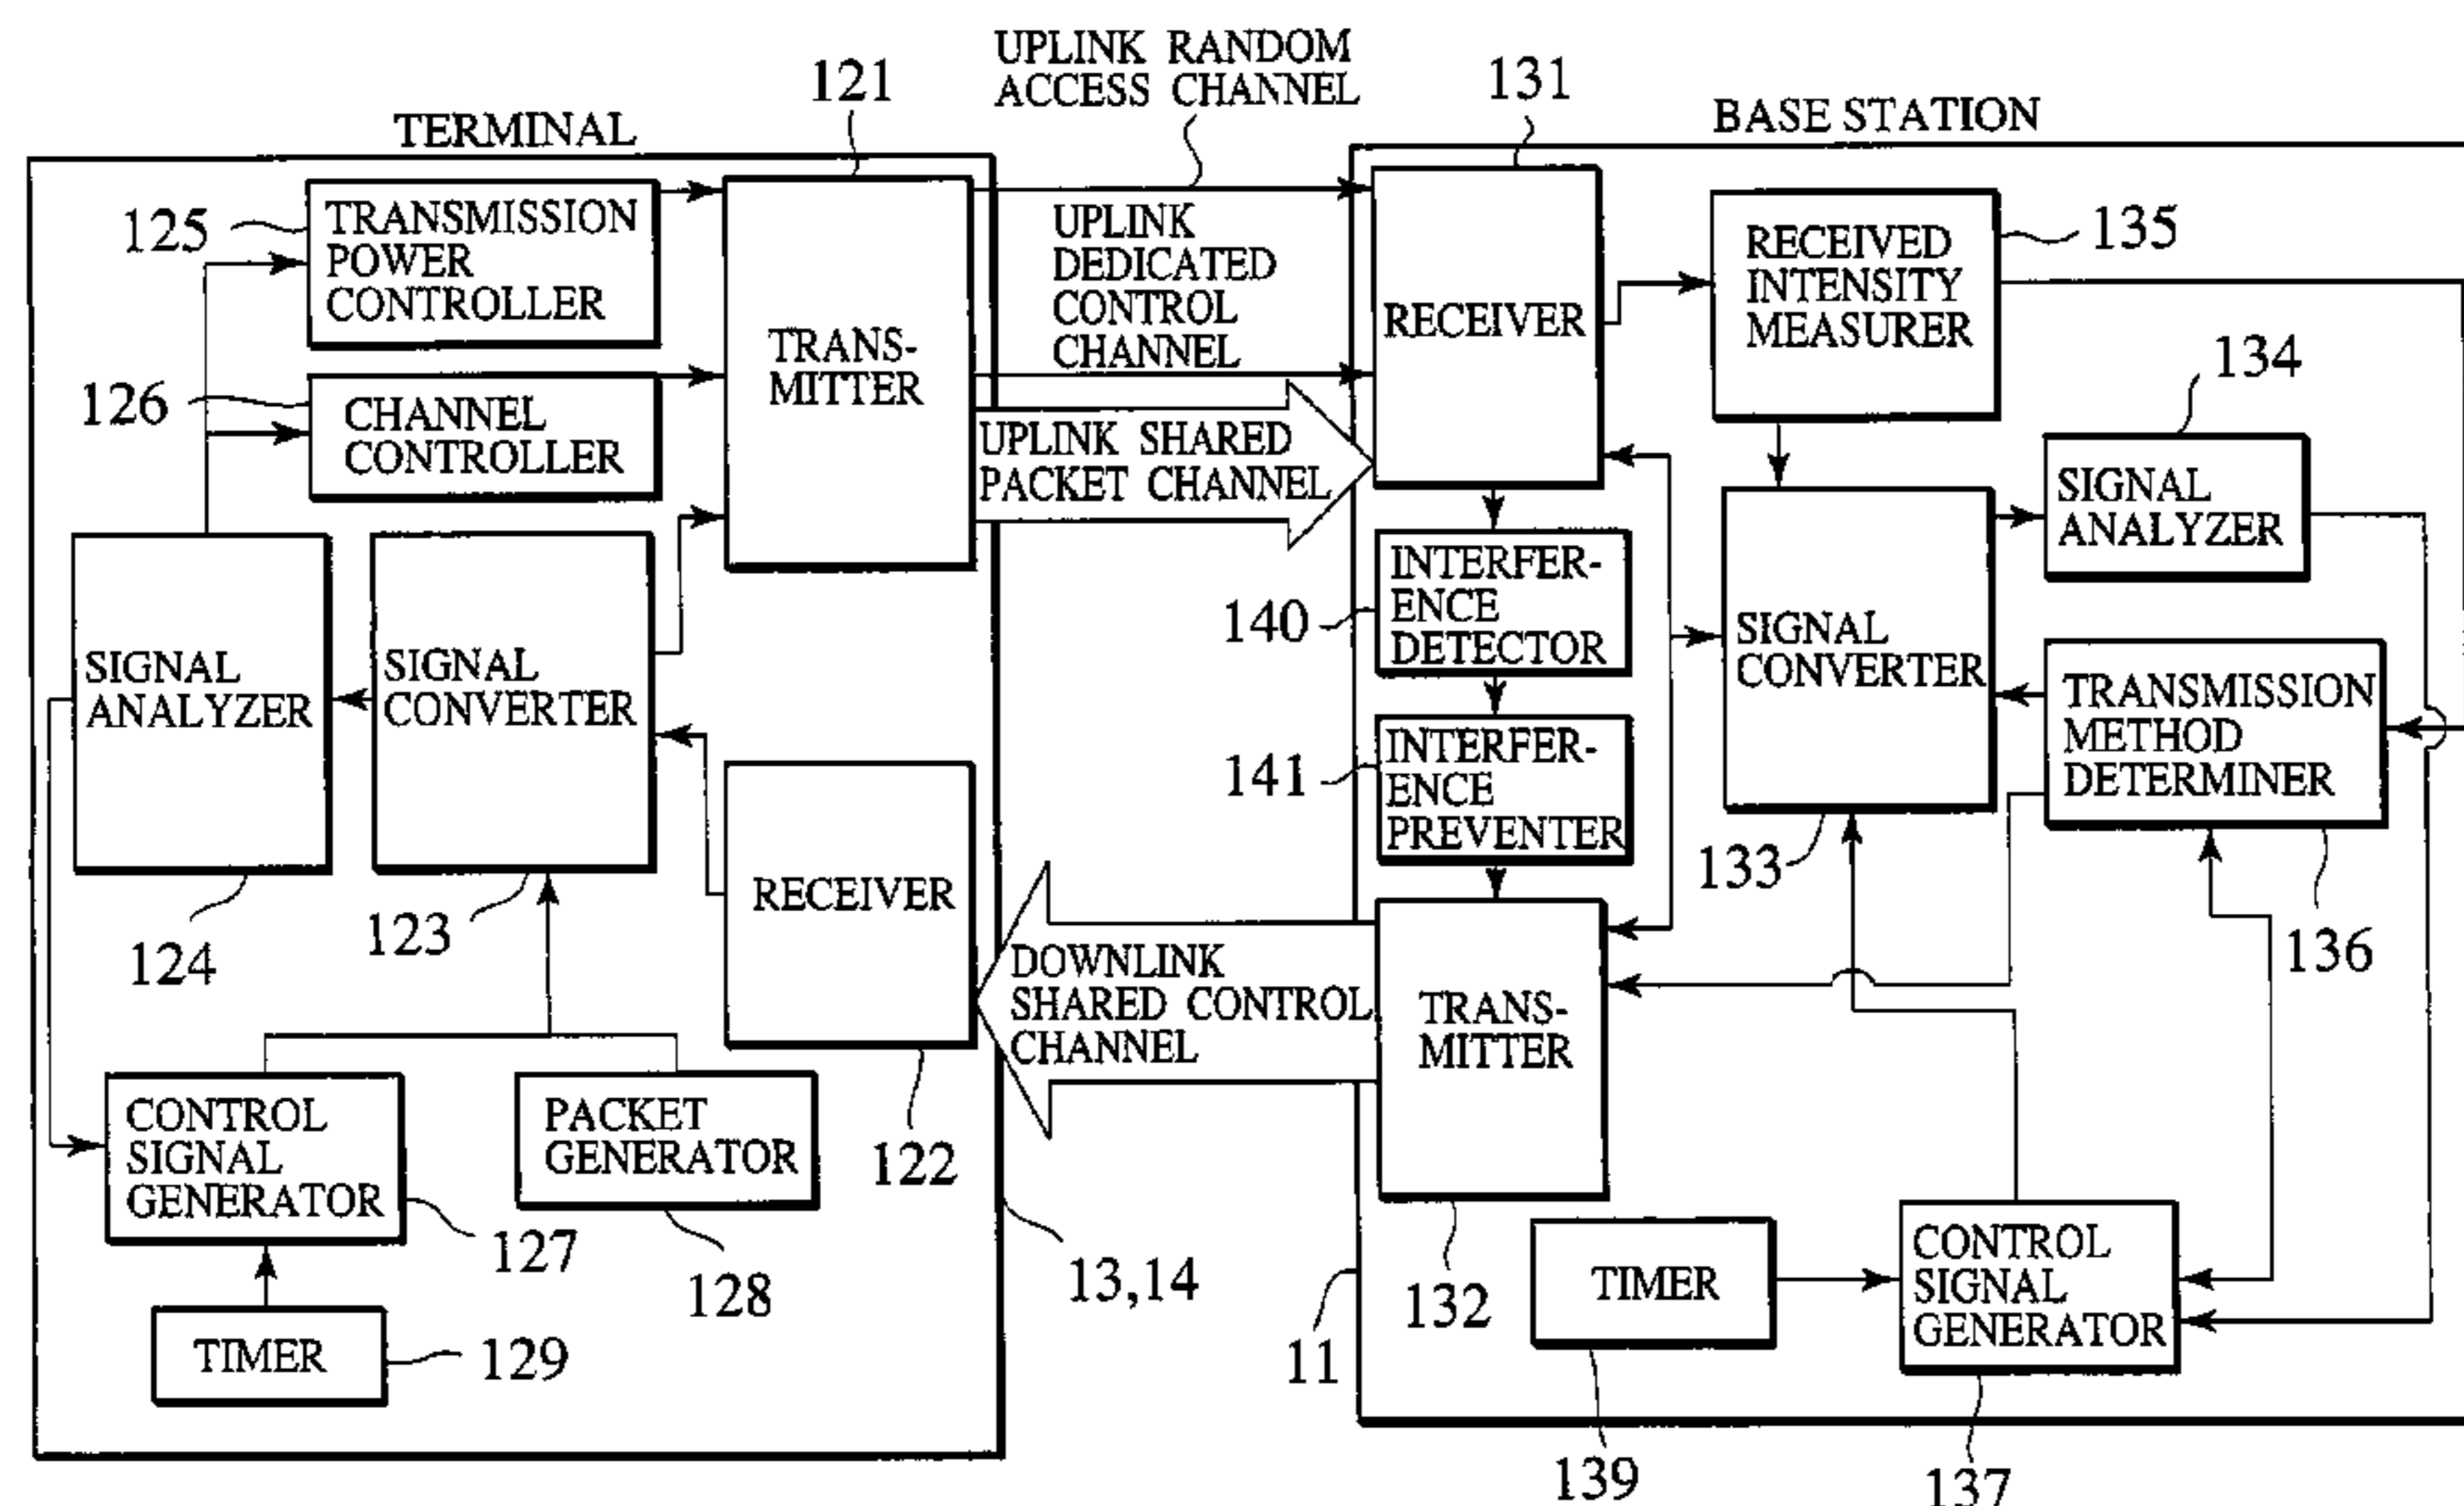 UPLINK RANDOM
ACCESS CHANNEL
TERMINAL
BASE STATION
121
131
125
TRANSMISSION
POWER
CONTROLLER
126
CHANNEL
CONTROLLER
TRANS-
MITTER
UPLINK
DEDICATED
CONTROL
CHANNEL
UPLINK SHARED
PACKET CHANNEL
RECEIVER
RECEIVED
INTENSITY
MEASURER
135
134
SIGNAL
ANALYZER
SIGNAL
ANALYZER
124
SIGNAL
CONVERTER
123
RECEIVER
122
140
INTERFER-
ENCE
DETECTOR
141
INTERFER-
ENCE
PREVENTER
SIGNAL
CONVERTER
133
TRANSMISSION
METHOD
DETERMINER
136
DOWNLINK
SHARED CONTROL
CHANNEL
TRANS-
MITTER
132
CONTROL
SIGNAL
GENERATOR
127
PACKET
GENERATOR
128
TIMER
129
13,14
11
TIMER
139
CONTROL
SIGNAL
GENERATOR
137